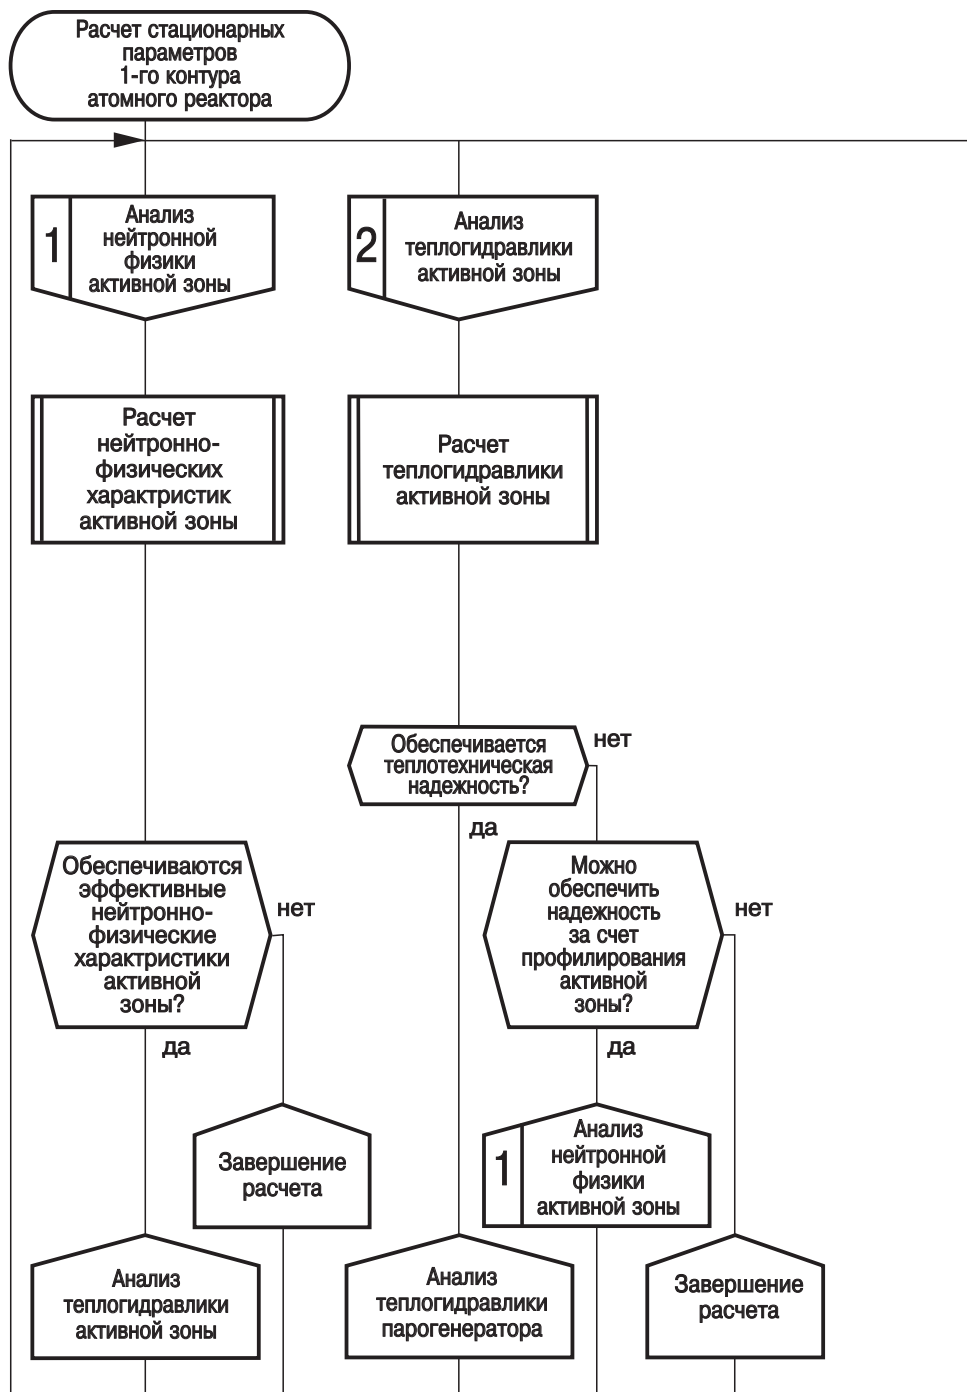 Расчет стационарных
параметров
1-го контура
атомного реактора
1
Анализ
нейтронной
физики
активной зоны
2
Анализ
теплогидравлики
активной зоны
Расчет
нейтронно-
физических
характристик
активной зоны
Расчет
теплогидравлики
активной зоны
Обеспечивается
теплотехническая
надежность?
нет
да
Обеспечиваются
эффективные
нейтронно-
физические
характристики
активной
зоны?
нет
да
Можно
обеспечить
надежность
за счет
профилирования
активной
зоны?
нет
да
Завершение
расчета
1
Анализ
нейтронной
физики
активной зоны
Анализ
теплогидравлики
активной зоны
Анализ
теплогидравлики
парогенератора
Завершение
расчета